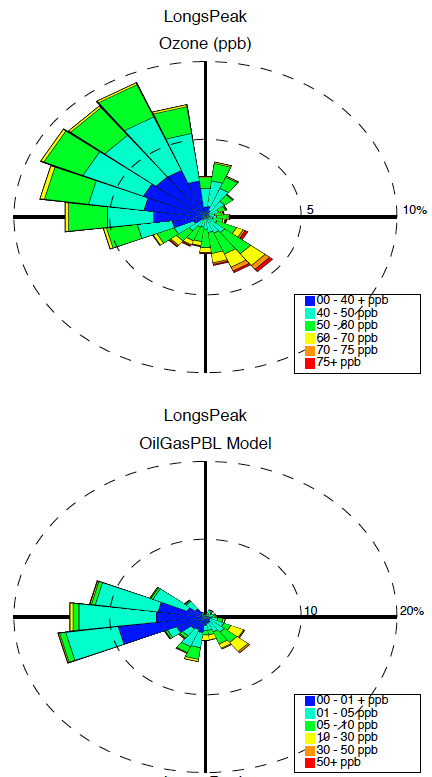 LongsPeak
Ozone (ppb)
5
10%
00 - 40 + ppb
40 - 50 ppb
50 - 60 ppb
60 - 70 ppb
70 - 75 ppb
75+ ppb
LongsPeak
OilGasPBL Model
10
20%
00 - 01 + ppb
01 - 05 ppb
05 - 10 ppb
10 - 30 ppb
30 - 50 ppb
50+ ppb